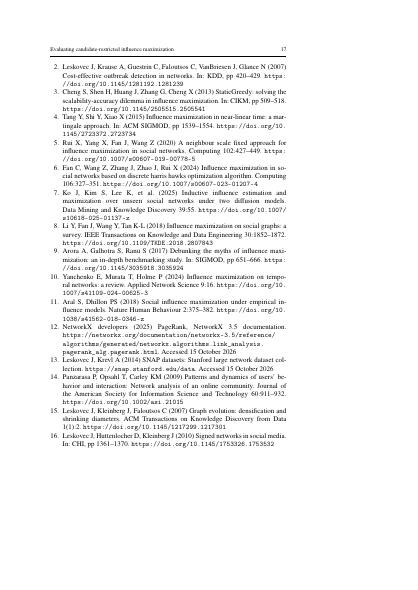 Evaluating candidate-restricted influence maximization 17
2. Leskovec J, Krause A, Guestrin C, Faloutsos C, VanBriesen J, Glance N (2007)
Cost-effective outbreak detection in networks. In: KDD, pp 420–429. https:
//doi.org/10.1145/1281192.1281239
3. Cheng S, Shen H, Huang J, Zhang G, Cheng X (2013) StaticGreedy: solving the
scalability-accuracy dilemma in influence maximization. In: CIKM, pp 509–518.
https://doi.org/10.1145/2505515.2505541
4. Tang Y, Shi Y, Xiao X (2015) Influence maximization in near-linear time: a mar-
tingale approach. In: ACM SIGMOD, pp 1539–1554. https://doi.org/10.
1145/2723372.2723734
5. Rui X, Yang X, Fan J, Wang Z (2020) A neighbour scale fixed approach for
influence maximization in social networks. Computing 102:427–449. https:
//doi.org/10.1007/s00607-019-00778-5
6. Fan C, Wang Z, Zhang J, Zhao J, Rui X (2024) Influence maximization in so-
cial networks based on discrete harris hawks optimization algorithm. Computing
106:327–351. https://doi.org/10.1007/s00607-023-01207-4
7. Ko J, Kim S, Lee K, et al. (2025) Inductive influence estimation and
maximization over unseen social networks under two diffusion models.
Data Mining and Knowledge Discovery 39:55. https://doi.org/10.1007/
s10618-025-01137-z
8. Li Y, Fan J, Wang Y, Tan K-L (2018) Influence maximization on social graphs: a
survey. IEEE Transactions on Knowledge and Data Engineering 30:1852–1872.
https://doi.org/10.1109/TKDE.2018.2807843
9. Arora A, Galhotra S, Ranu S (2017) Debunking the myths of influence maxi-
mization: an in-depth benchmarking study. In: SIGMOD, pp 651–666. https:
//doi.org/10.1145/3035918.3035924
10. Yanchenko E, Murata T, Holme P (2024) Influence maximization on tempo-
ral networks: a review. Applied Network Science 9:16. https://doi.org/10.
1007/s41109-024-00625-3
11. Aral S, Dhillon PS (2018) Social influence maximization under empirical in-
fluence models. Nature Human Behaviour 2:375–382. https://doi.org/10.
1038/s41562-018-0346-z
12. NetworkX developers (2025) PageRank, NetworkX 3.5 documentation.
https://networkx.org/documentation/networkx-3.5/reference/
algorithms/generated/networkx.algorithms.link_analysis.
pagerank_alg.pagerank.html. Accessed 15 October 2026
13. Leskovec J, Krevl A (2014) SNAP datasets: Stanford large network dataset col-
lection. https://snap.stanford.edu/data. Accessed 15 October 2026
14. Panzarasa P, Opsahl T, Carley KM (2009) Patterns and dynamics of users' be-
havior and interaction: Network analysis of an online community. Journal of
the American Society for Information Science and Technology 60:911–932.
https://doi.org/10.1002/asi.21015
15. Leskovec J, Kleinberg J, Faloutsos C (2007) Graph evolution: densification and
shrinking diameters. ACM Transactions on Knowledge Discovery from Data
1(1):2. https://doi.org/10.1145/1217299.1217301
16. Leskovec J, Huttenlocher D, Kleinberg J (2010) Signed networks in social media.
In: CHI, pp 1361–1370. https://doi.org/10.1145/1753326.1753532